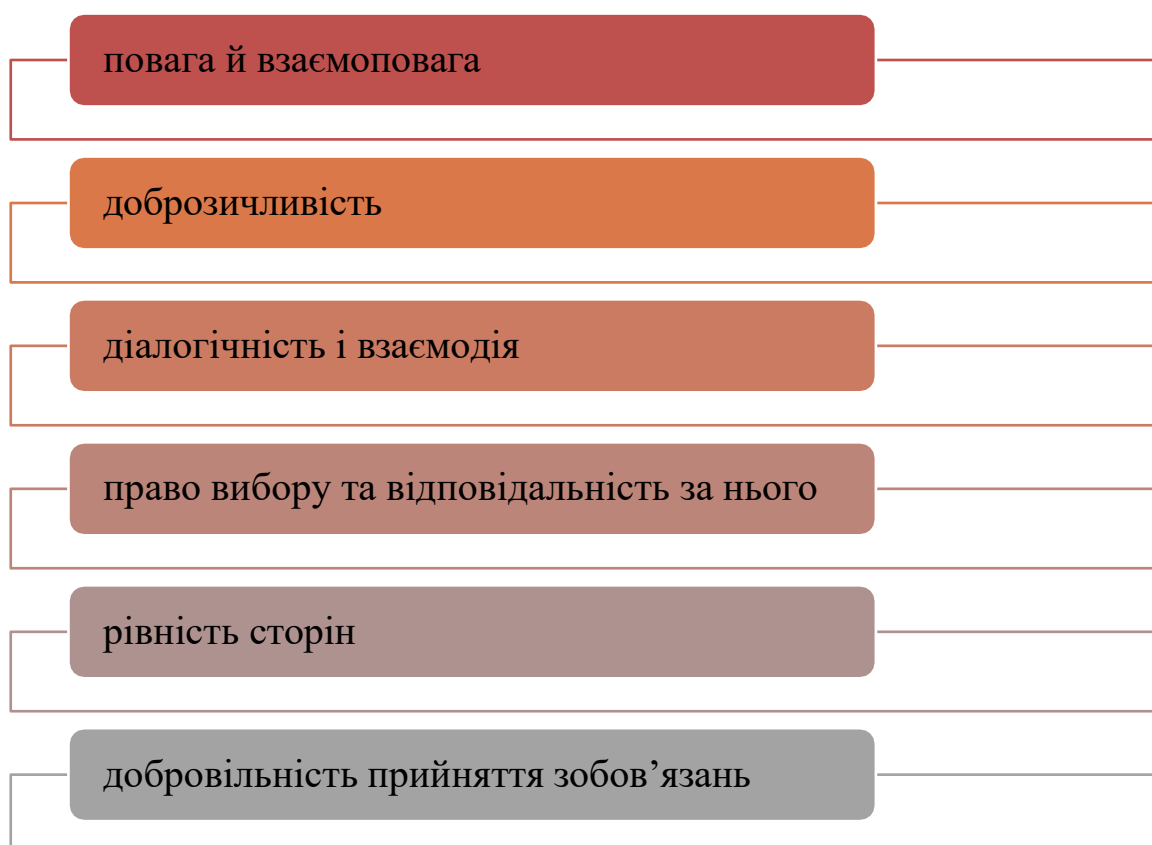 повага й взаємоповага
доброзичливість
діалогічність і взаємодія
право вибору та відповідальність за нього
рівність сторін
добровільність прийняття зобов’язань